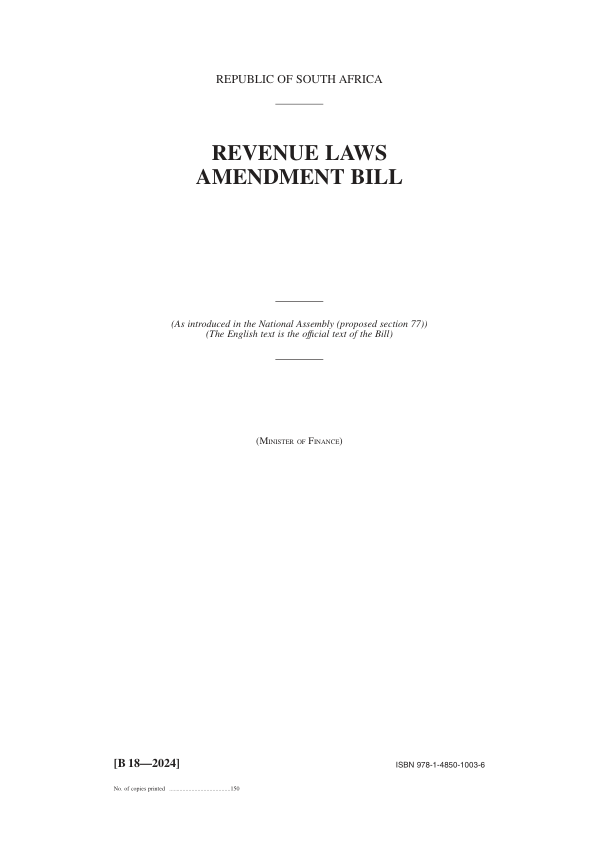 REPUBLIC OF SOUTH AFRICA
REVENUE LAWS
AMENDMENT BILL
(As introduced in the National Assembly (proposed section 77))
(The English text is the official text of the Bill)
(Minister of Finance)
[B 18—2024]
ISBN 978-1-4850-1003-6
No. of copies printed ..........................................150